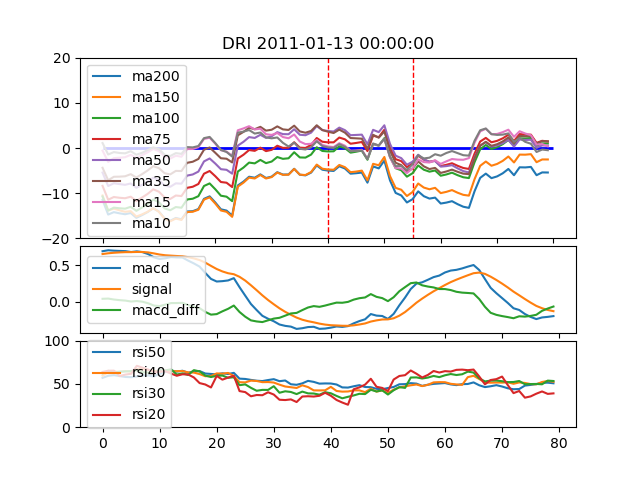 DRI 2011-01-13 00:00:00
20
10
0
−10
−20
ma200
ma150
ma100
ma75
ma50
ma35
ma15
ma10
0.5
0.0
macd
signal
macd_diff
100
50
0
rsi50
rsi40
rsi30
rsi20
0 10 20 30 40 50 60 70 80